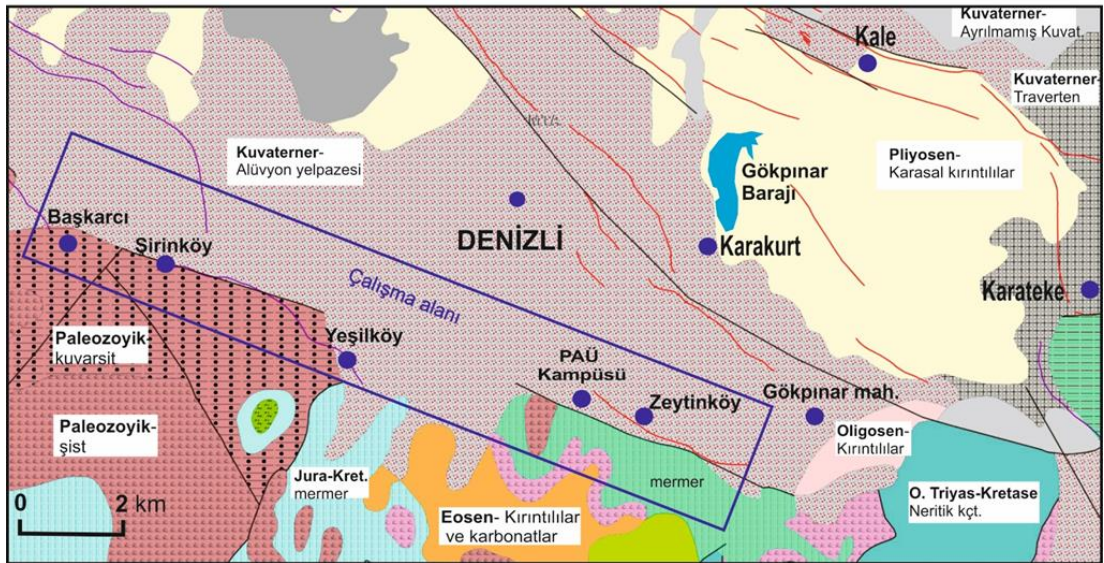 Kuvaterner-
Ayrılmamış Kuvat.
Kale
Kuvaterner-
Traverten
Kuvaterner-
Alüvyon yelpazesi
Pliyosen-
Karasal kırıntılılar
Gökpınar
Barajı
Başkarcı
Şirinköy
DENİZLİ
Karakurt
Çalışma alanı
Karateke
Paleozoyik-
kuvarsit
Yeşilköy
PAÜ
Kampüsü
Zeytinköy
Gökpınar mah.
Paleozoyik-
şist
Oligosen-
Kırıntılılar
Jura-Kret.
mermer
mermer
O. Triyas-Kretase
Neritik kçt.
0 2 km
Eosen- Kırıntılılar
ve karbonatlar